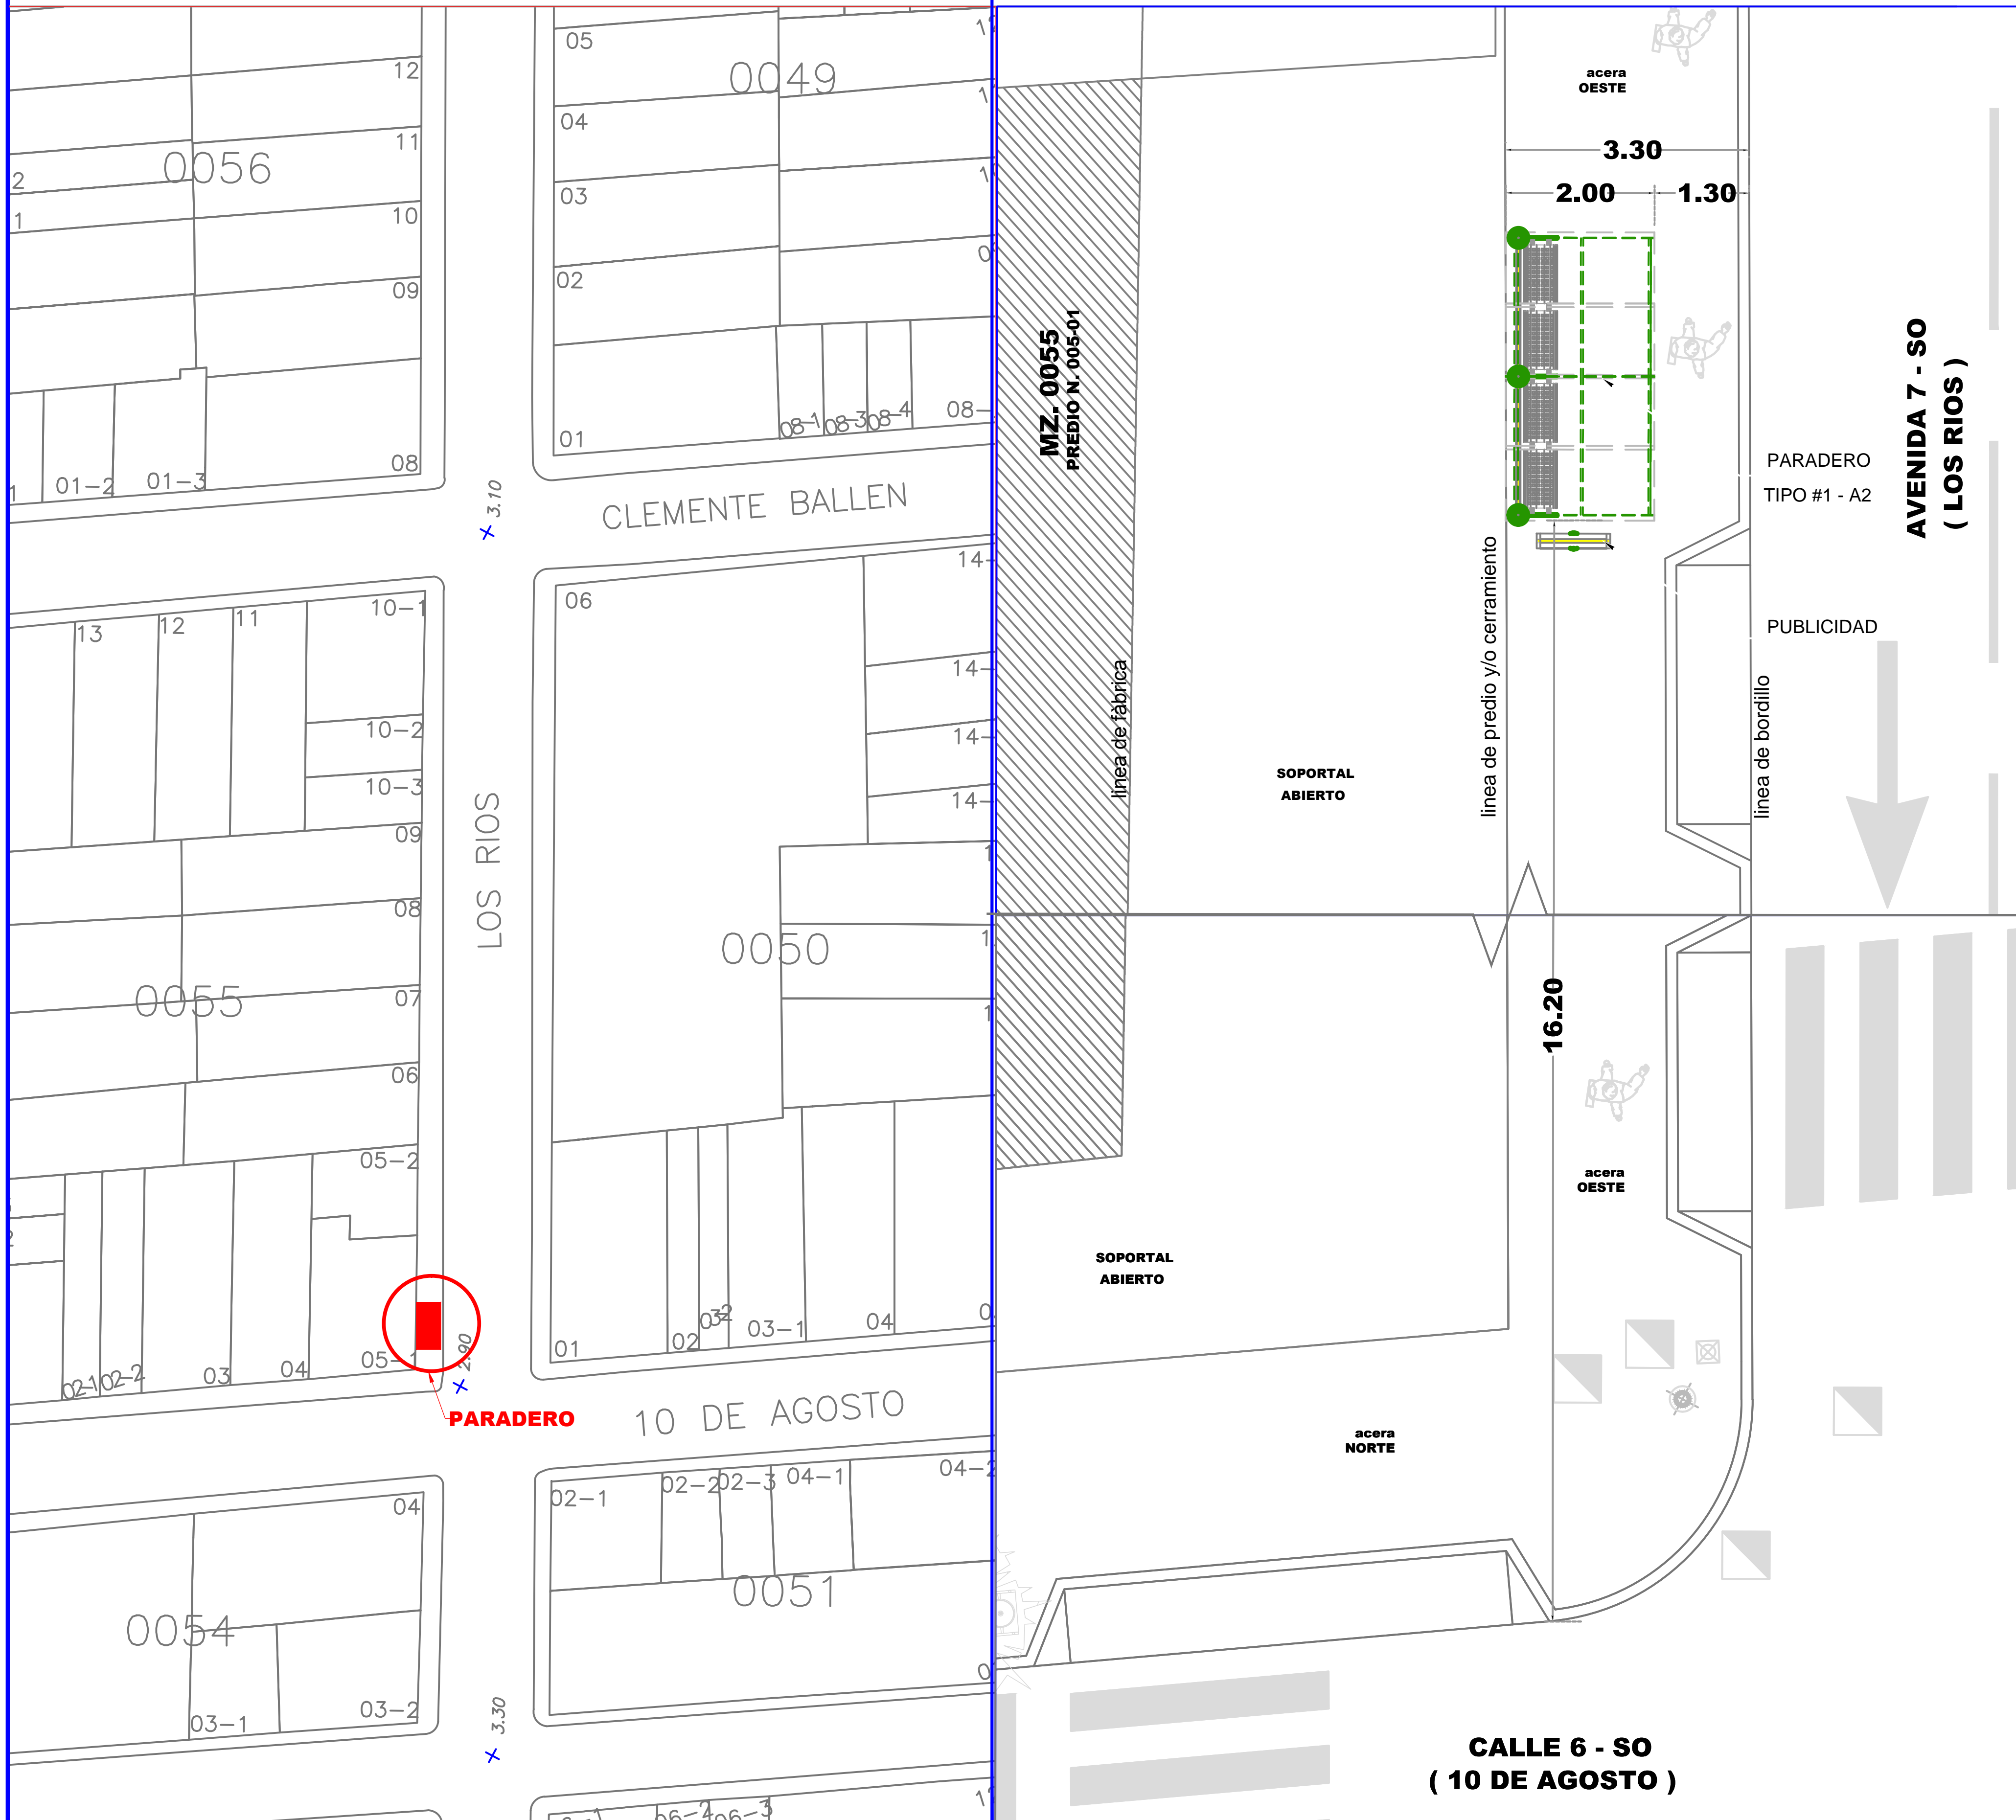 05
12
0049
04
11
0056
2
03
10
1
02
09
01
08-1
08-3
08-4
08-
08
01-2
01-3
3.10
CLEMENTE BALLEN
14-
06
10-1
13
12
11
14-
10-2
14-
10-3
14-
09
LOS RIOS
08
0050
0055
07
06
05-2
01
02
03-1
04
05-1
02-1
02-2
03
04
2.90
PARADERO
10 DE AGOSTO
02-1
02-2
02-3
04-1
04-2
04
0051
0054
03-1
03-2
3.30
06-2
06-3
acera
OESTE
3.30
2.00
1.30
MZ. 0055
PREDIO N. 005-01
AVENIDA 7 - SO
( LOS RIOS )
PARADERO
TIPO #1 - A2
PUBLICIDAD
linea de fàbrica
linea de predio y/o cerramiento
linea de bordillo
SOPORTAL
ABIERTO
16.20
acera
OESTE
SOPORTAL
ABIERTO
acera
NORTE
CALLE 6 - SO
( 10 DE AGOSTO )